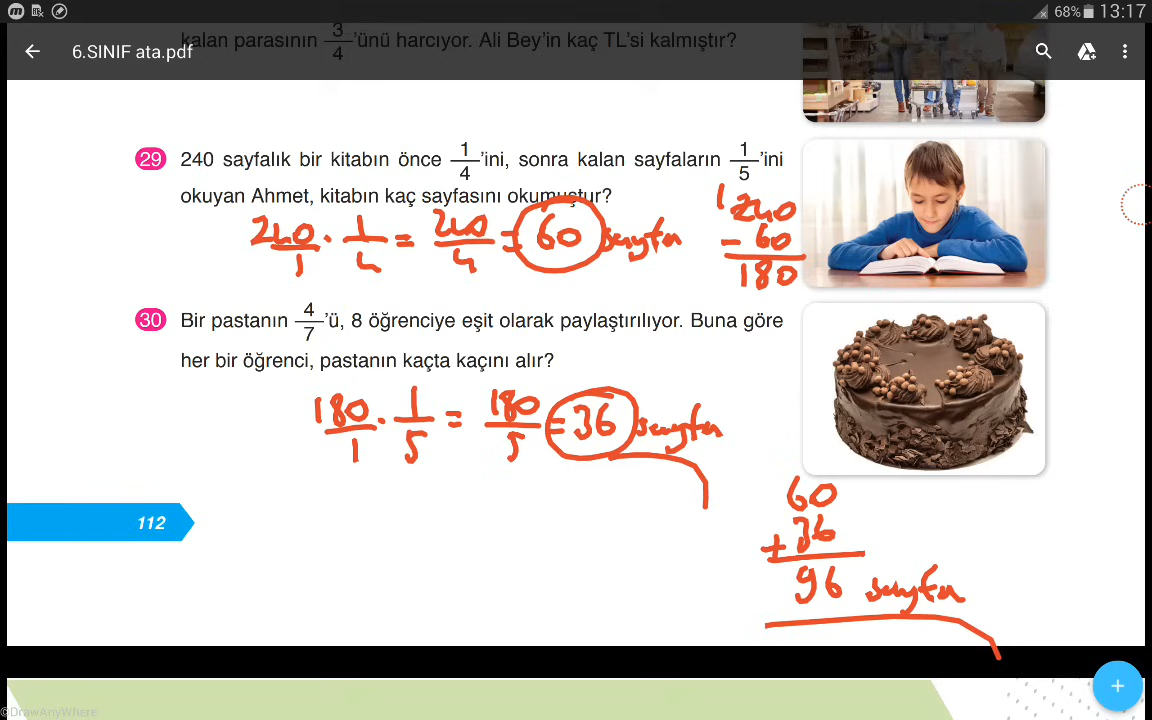 68% 13:17
kalan parasının 3/4 'ünü harcıyor. Ali Bey'in kaç TL'si kalmıştır?
6.SINIF ata.pdf
29 240 sayfalık bir kitabın önce 1/4 'ini, sonra kalan sayfaların 1/5 'ini
okuyan Ahmet, kitabın kaç sayfasını okumuştur?
240/1 · 1/4 = 240/4 = 60 sayfa
240
- 60
180
30 Bir pastanın 4/7 'ü, 8 öğrenciye eşit olarak paylaştırılıyor. Buna göre
her bir öğrenci, pastanın kaçta kaçını alır?
180/1 · 1/5 = 180/5 = 36 sayfa
60
+ 36
96 sayfa
112
©DrawAnyWhere